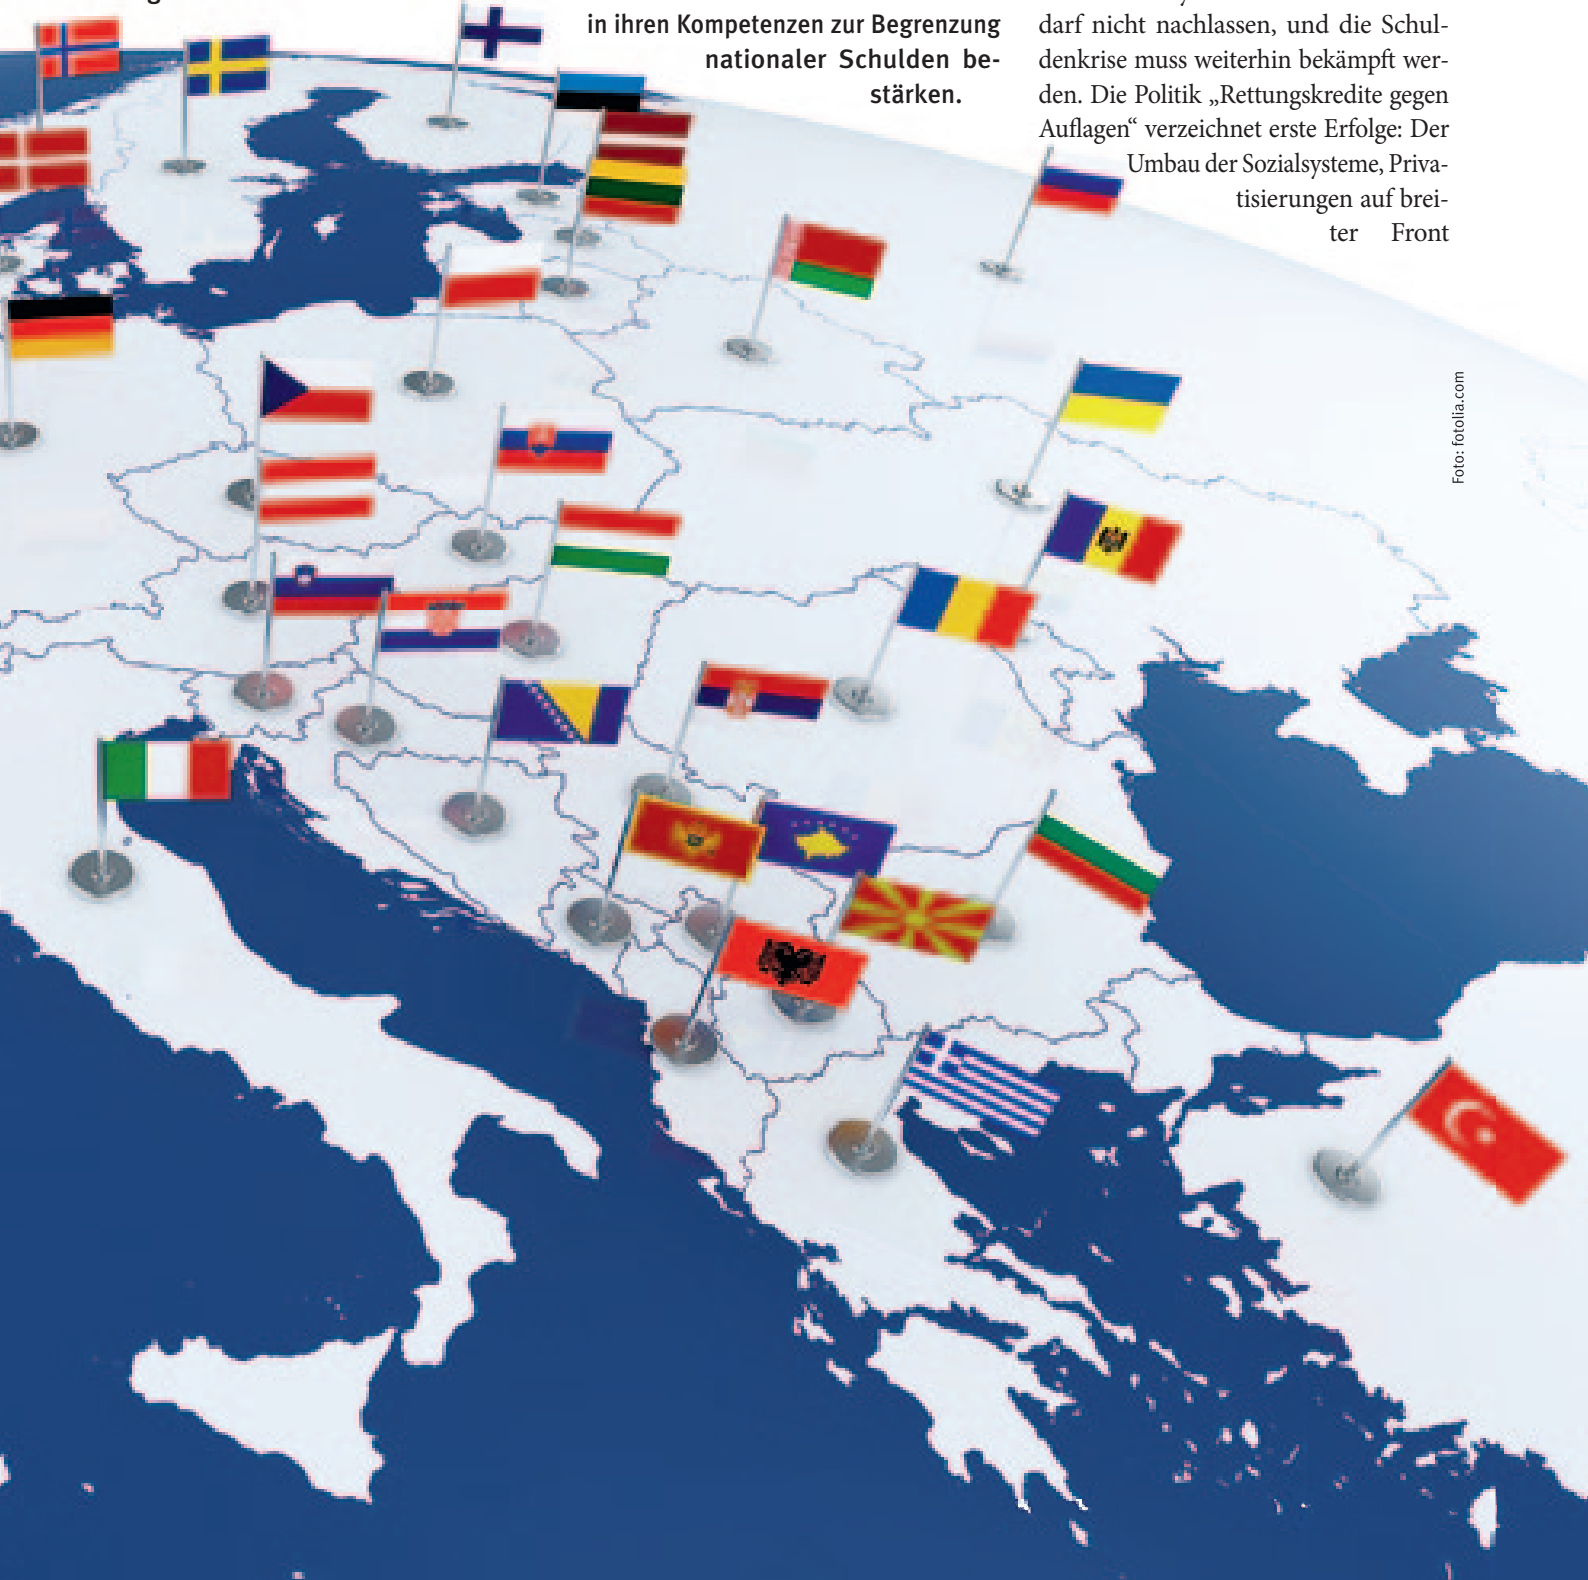 in ihren Kompetenzen zur Begrenzung
nationaler Schulden be-
stärken.
darf nicht nachlassen, und die Schul-
denkrise muss weiterhin bekämpft wer-
den. Die Politik „Rettungskredite gegen
Auflagen“ verzeichnet erste Erfolge: Der
Umbau der Sozialsysteme, Priva-
tisierungen auf brei-
ter Front
Foto: fotolia.com